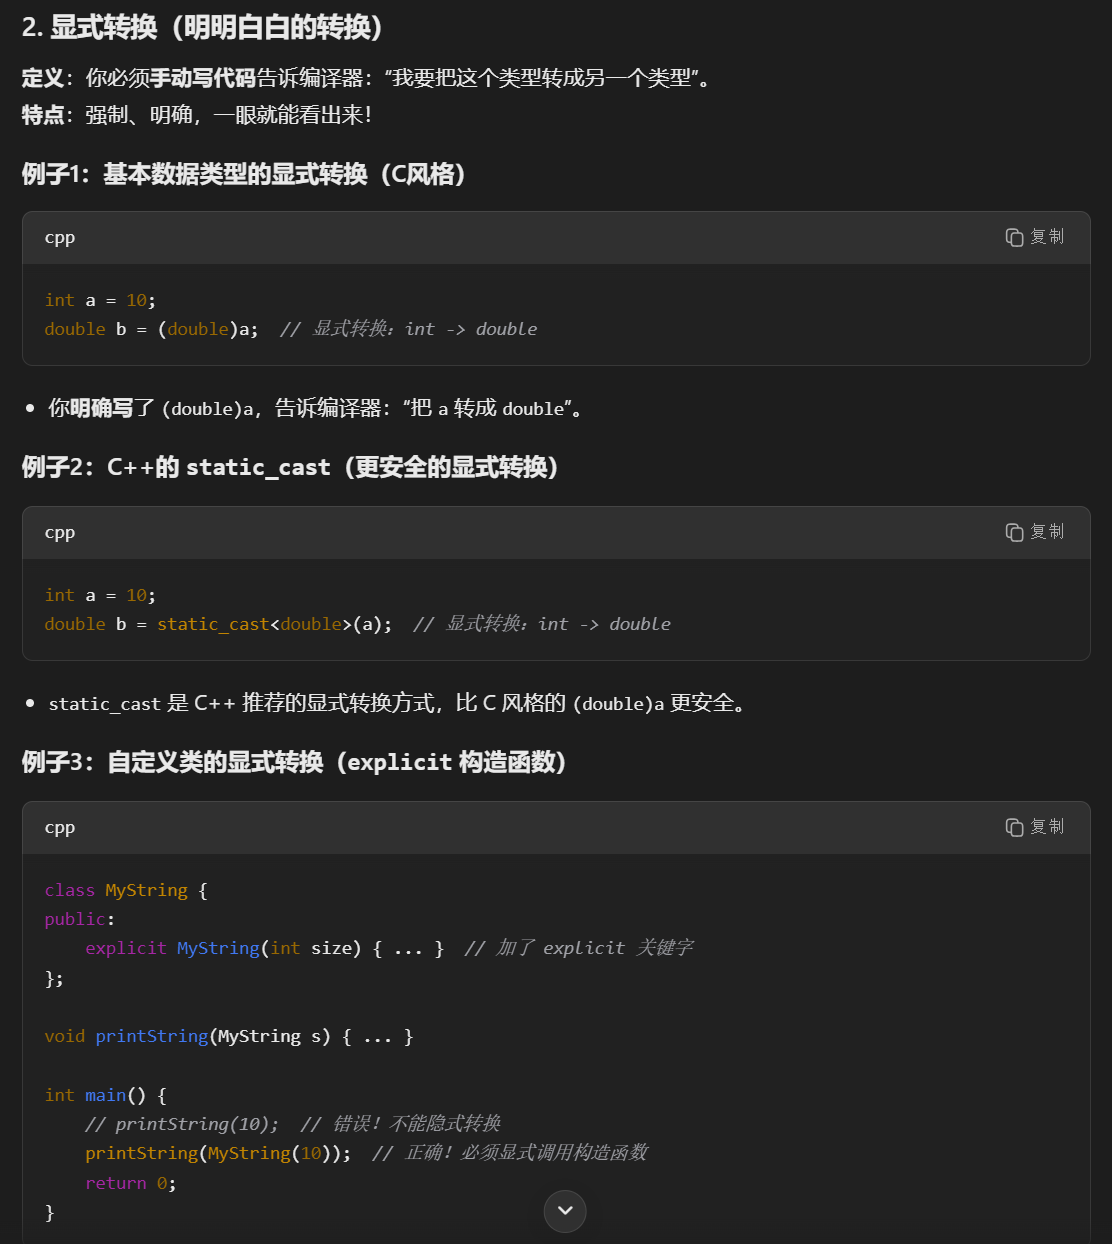 2. 显式转换（明明白白的转换）
定义：你必须手动写代码告诉编译器：“我要把这个类型转成另一个类型”。
特点：强制、明确，一眼就能看出来！
例子1：基本数据类型的显式转换（C风格）
cpp 复制
int a = 10;
double b = (double)a;  // 显式转换：int -> double
• 你明确写了 (double)a，告诉编译器：“把 a 转成 double”。
例子2：C++的 static_cast（更安全的显式转换）
cpp 复制
int a = 10;
double b = static_cast<double>(a);  // 显式转换：int -> double
• static_cast 是 C++ 推荐的显式转换方式，比 C 风格的 (double)a 更安全。
例子3：自定义类的显式转换（explicit 构造函数）
cpp 复制
class MyString {
public:
    explicit MyString(int size) { ... }  // 加了 explicit 关键字
};
void printString(MyString s) { ... }
int main() {
    // printString(10);  // 错误！不能隐式转换
    printString(MyString(10));  // 正确！必须显式调用构造函数
    return 0;
}